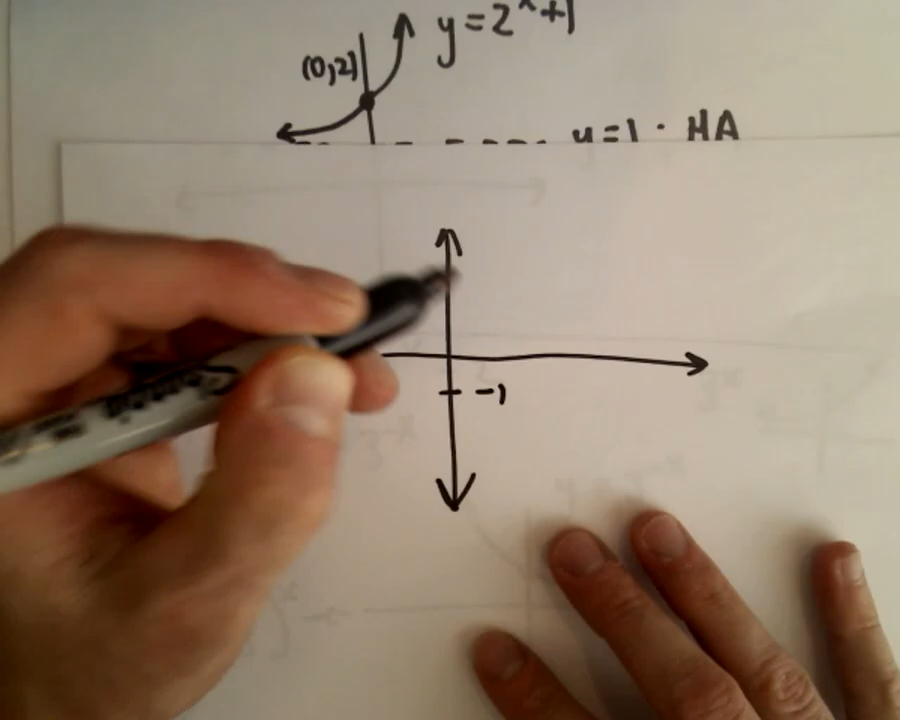 y = 2^x + 1
(0,2)
y = 1 · HA
-1